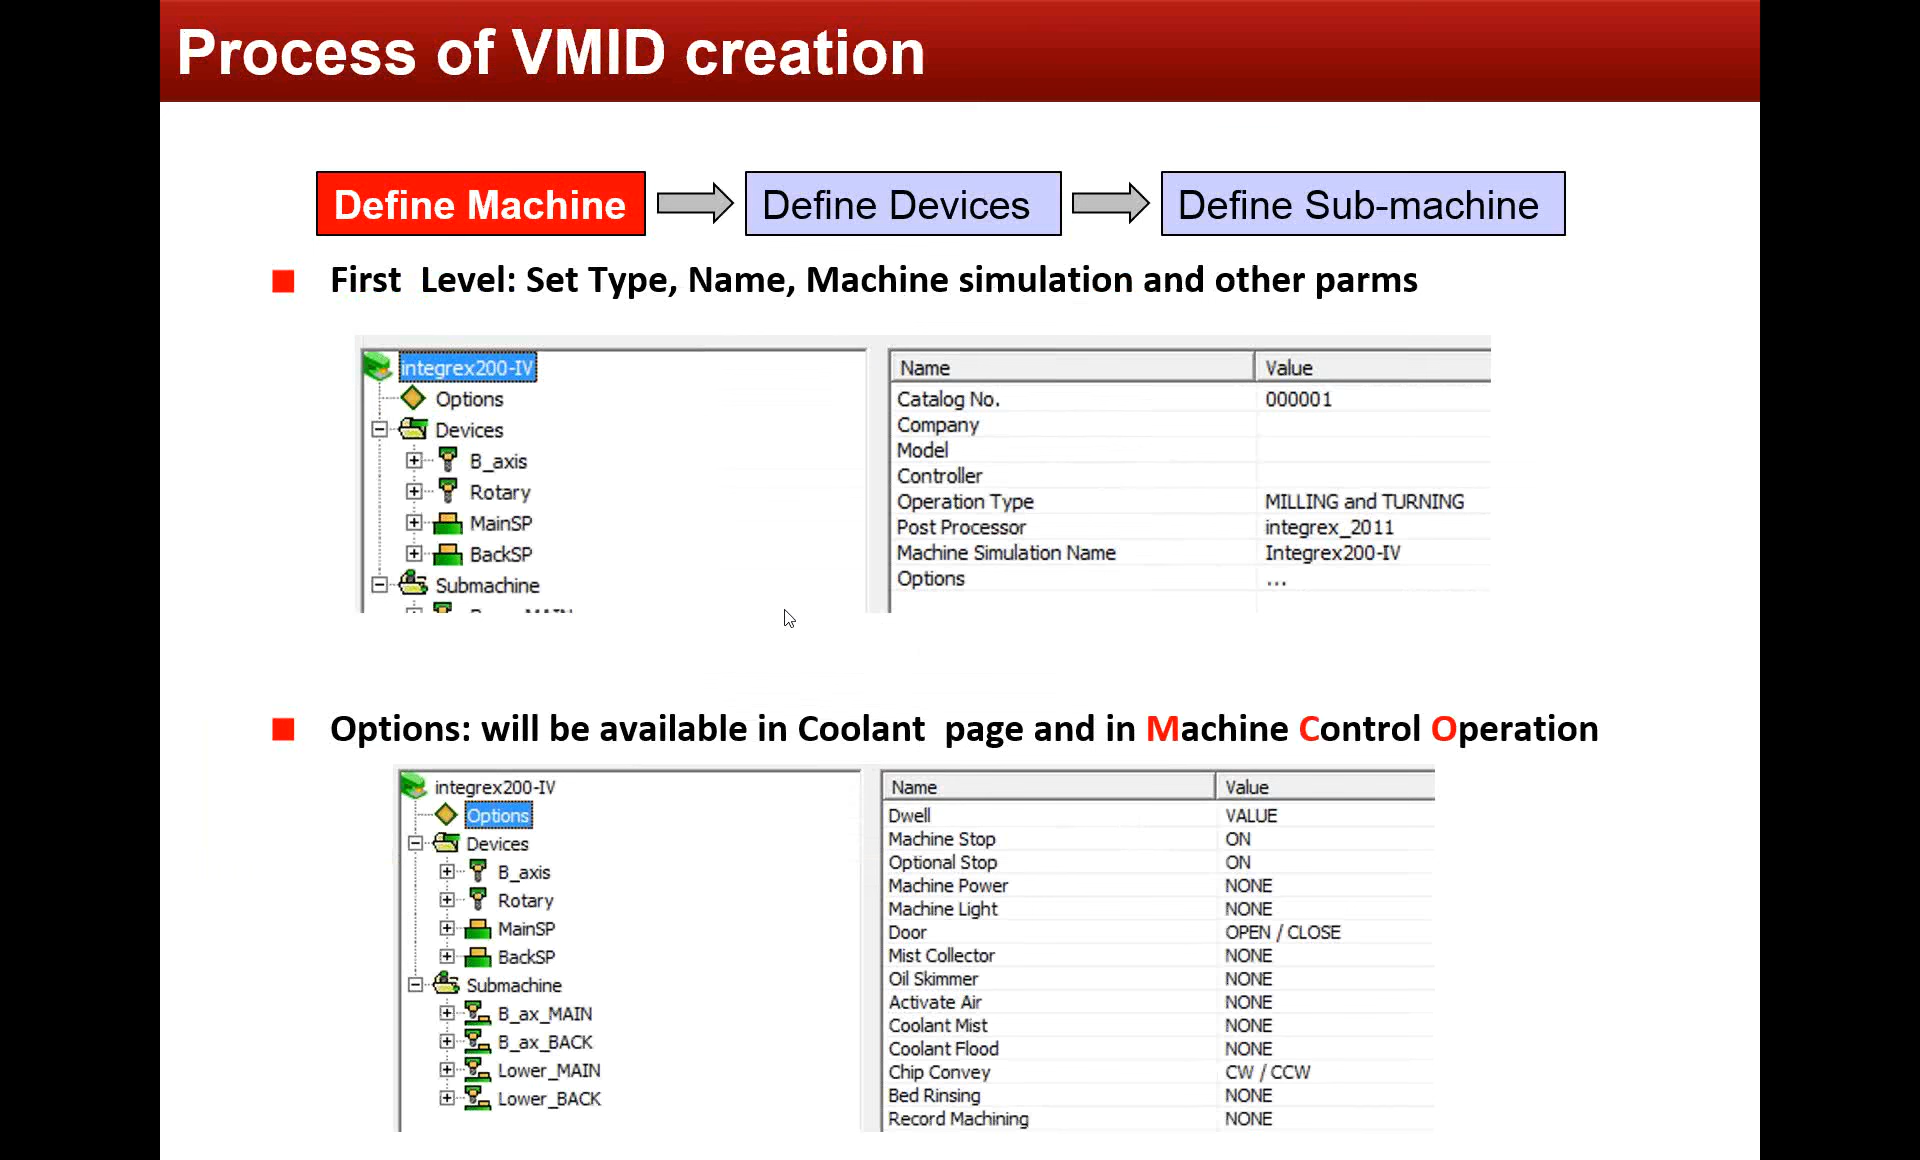 Process of VMID creation
Define Machine
Define Devices
Define Sub-machine
First Level: Set Type, Name, Machine simulation and other parms
integrex200-IV
Options
Devices
B_axis
Rotary
MainSP
BackSP
Submachine
Name Value
Catalog No. 000001
Company
Model
Controller
Operation Type MILLING and TURNING
Post Processor integrex_2011
Machine Simulation Name Integrex200-IV
Options ...
Options: will be available in Coolant page and in Machine Control Operation
integrex200-IV
Options
Devices
B_axis
Rotary
MainSP
BackSP
Submachine
B_ax_MAIN
B_ax_BACK
Lower_MAIN
Lower_BACK
Name Value
Dwell VALUE
Machine Stop ON
Optional Stop ON
Machine Power NONE
Machine Light NONE
Door OPEN / CLOSE
Mist Collector NONE
Oil Skimmer NONE
Activate Air NONE
Coolant Mist NONE
Coolant Flood NONE
Chip Convey CW / CCW
Bed Rinsing NONE
Record Machining NONE